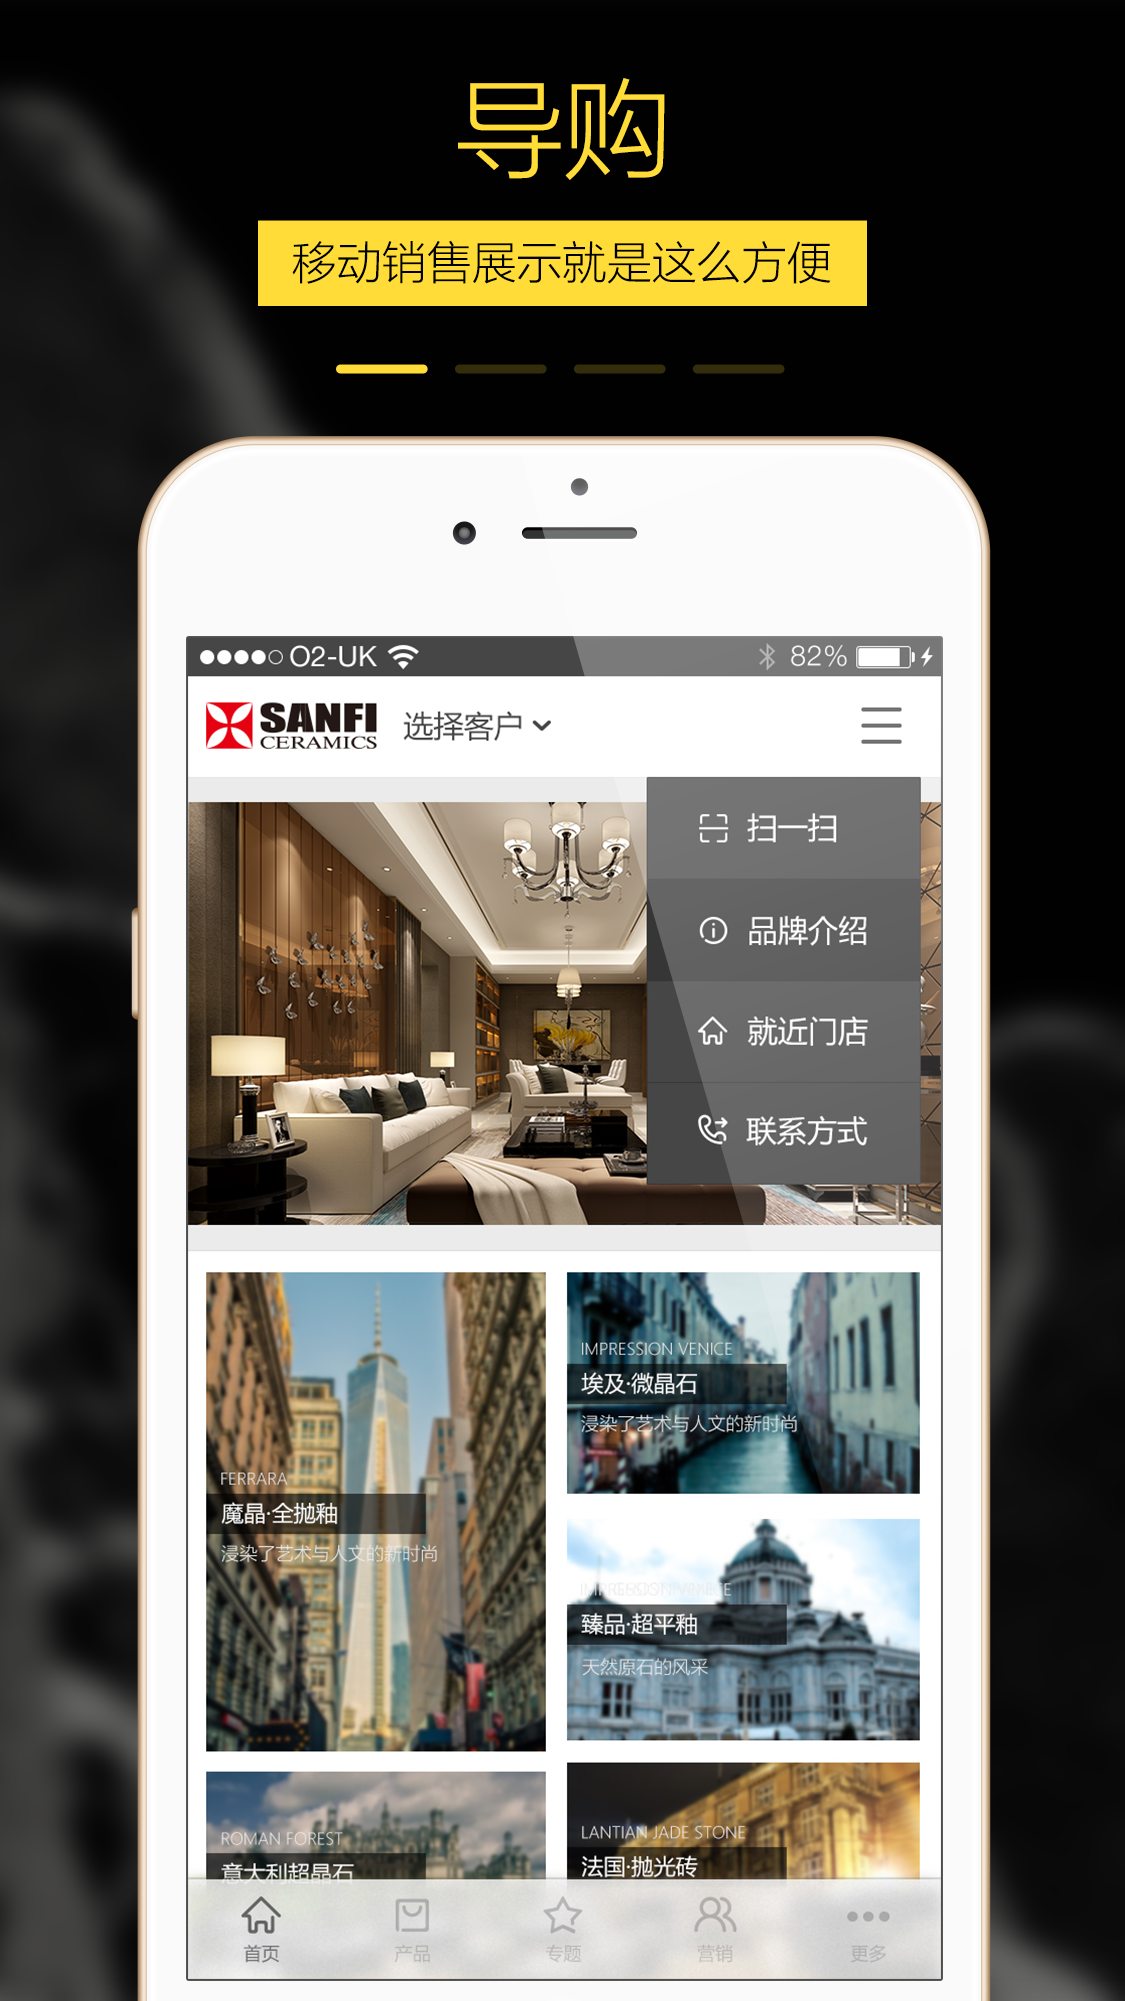 导购
移动销售展示就是这么方便
O2-UK
82%
SANFI
CERAMICS
选择客户
扫一扫
品牌介绍
就近门店
联系方式
FERRARA
魔晶·全抛釉
浸染了艺术与人文的新时尚
IMPRESSION VENICE
埃及·微晶石
浸染了艺术与人文的新时尚
IMPRESSION VENICE
臻品·超平釉
天然原石的风采
ROMAN FOREST
意大利超晶石
LANTIAN JADE STONE
法国·抛光砖
首页
产品
专题
营销
更多